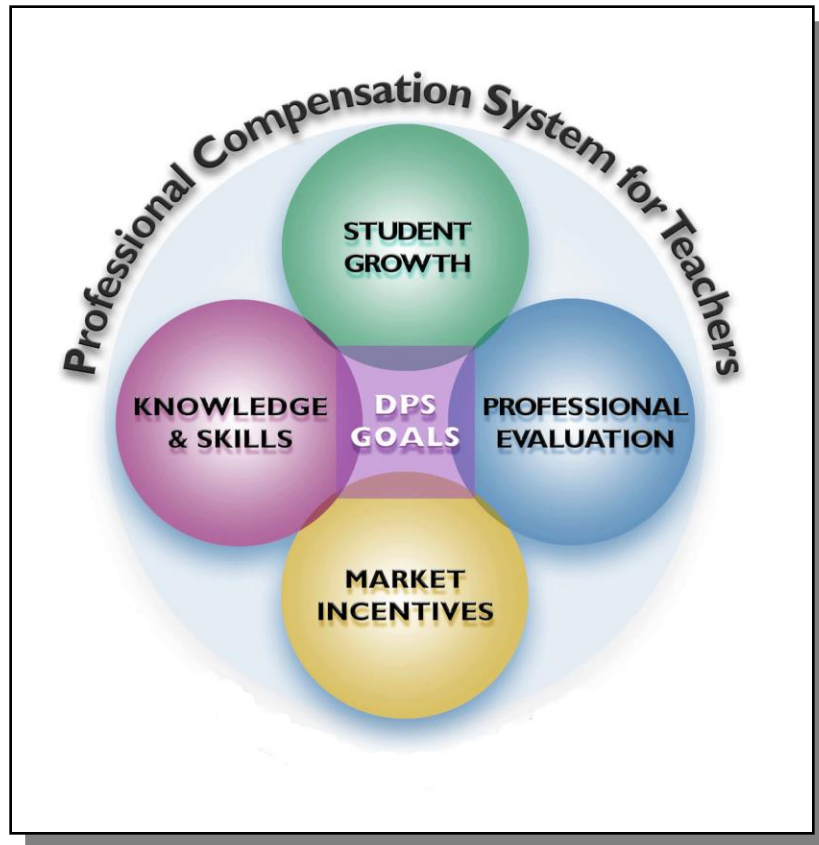 Professional Compensation System for Teachers
STUDENT
GROWTH
KNOWLEDGE
& SKILLS
DPS
GOALS
PROFESSIONAL
EVALUATION
MARKET
INCENTIVES